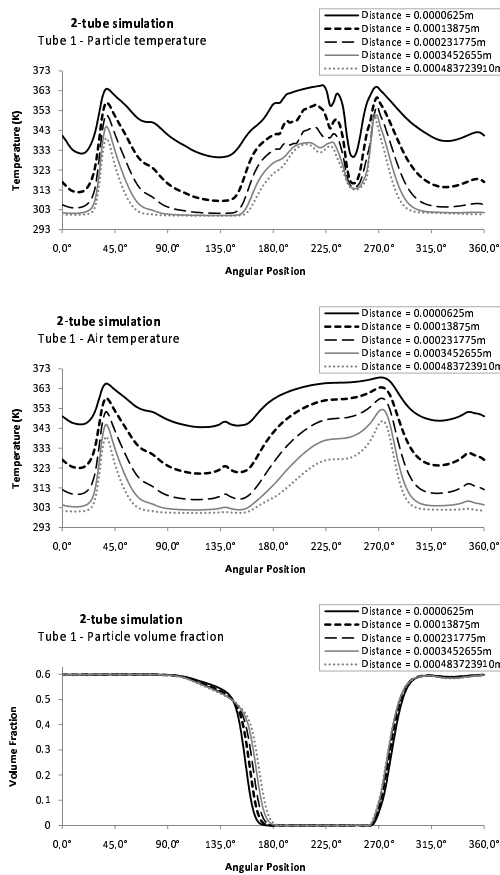 2-tube simulation
Tube 1 - Particle temperature
Distance = 0.0000625m
Distance = 0.00013875m
Distance = 0.000231775m
Distance = 0.0003452655m
Distance = 0.000483723910m
Temperature (K)
373
363
353
343
333
323
313
303
293
0,0° 45,0° 90,0° 135,0° 180,0° 225,0° 270,0° 315,0° 360,0°
Angular Position
2-tube simulation
Tube 1 - Air temperature
Distance = 0.0000625m
Distance = 0.00013875m
Distance = 0.000231775m
Distance = 0.0003452655m
Distance = 0.000483723910m
Temperature (K)
373
363
353
343
333
323
313
303
293
0,0° 45,0° 90,0° 135,0° 180,0° 225,0° 270,0° 315,0° 360,0°
Angular Position
2-tube simulation
Tube 1 - Particle volume fraction
Distance = 0.0000625m
Distance = 0.00013875m
Distance = 0.000231775m
Distance = 0.0003452655m
Distance = 0.000483723910m
Volume Fraction
0.6
0.5
0.4
0.3
0.2
0.1
0
0,0° 45,0° 90,0° 135,0° 180,0° 225,0° 270,0° 315,0° 360,0°
Angular Position